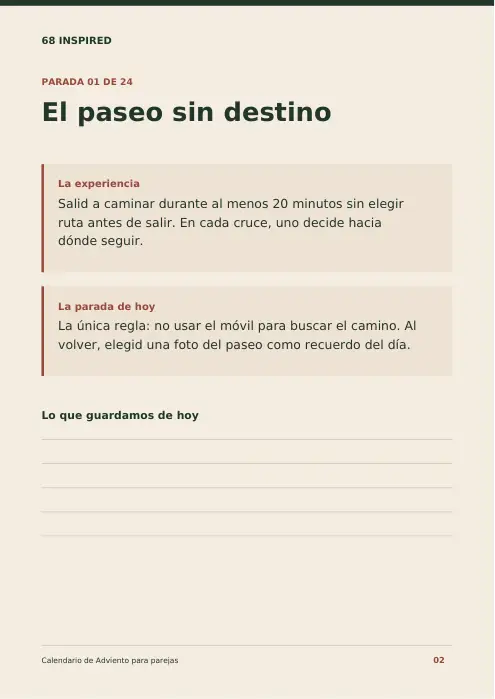 68 INSPIRED
PARADA 01 DE 24
El paseo sin destino
La experiencia
Salid a caminar durante al menos 20 minutos sin elegir
ruta antes de salir. En cada cruce, uno decide hacia
dónde seguir.
La parada de hoy
La única regla: no usar el móvil para buscar el camino. Al
volver, elegid una foto del paseo como recuerdo del día.
Lo que guardamos de hoy
Calendario de Adviento para parejas
02